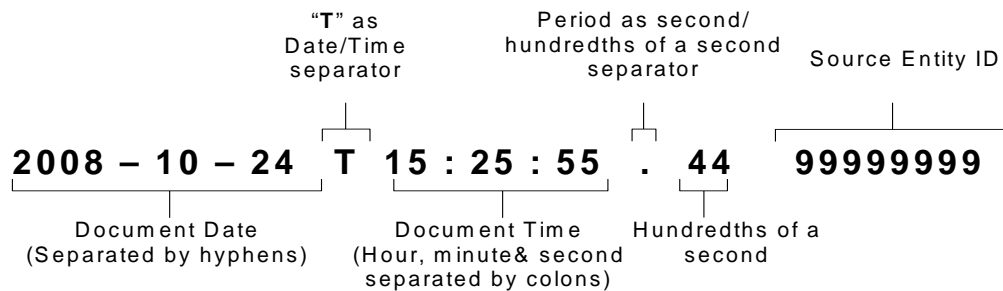 “T” as
Date/Time
separator
Period as second/
hundredths of a second
separator
Source Entity ID
2008 – 10 – 24 T 15 : 25 : 55 . 44 99999999
Document Date
(Separated by hyphens)
Document Time
(Hour, minute& second
separated by colons)
Hundredths of a
second